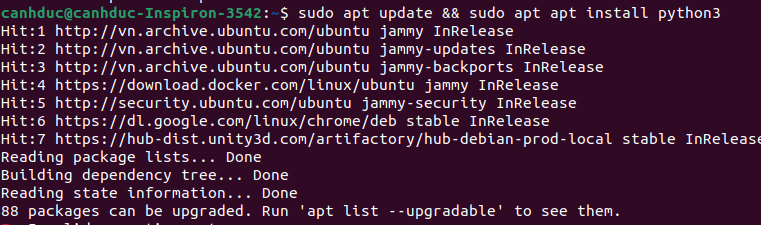 canhduc@canhduc-Inspiron-3542:~$ sudo apt update && sudo apt apt install python3
Hit:1 http://vn.archive.ubuntu.com/ubuntu jammy InRelease
Hit:2 http://vn.archive.ubuntu.com/ubuntu jammy-updates InRelease
Hit:3 http://vn.archive.ubuntu.com/ubuntu jammy-backports InRelease
Hit:4 https://download.docker.com/linux/ubuntu jammy InRelease
Hit:5 http://security.ubuntu.com/ubuntu jammy-security InRelease
Hit:6 https://dl.google.com/linux/chrome/deb stable InRelease
Hit:7 https://hub-dist.unity3d.com/artifactory/hub-debian-prod-local stable InRelease
Reading package lists... Done
Building dependency tree... Done
Reading state information... Done
88 packages can be upgraded. Run 'apt list --upgradable' to see them.